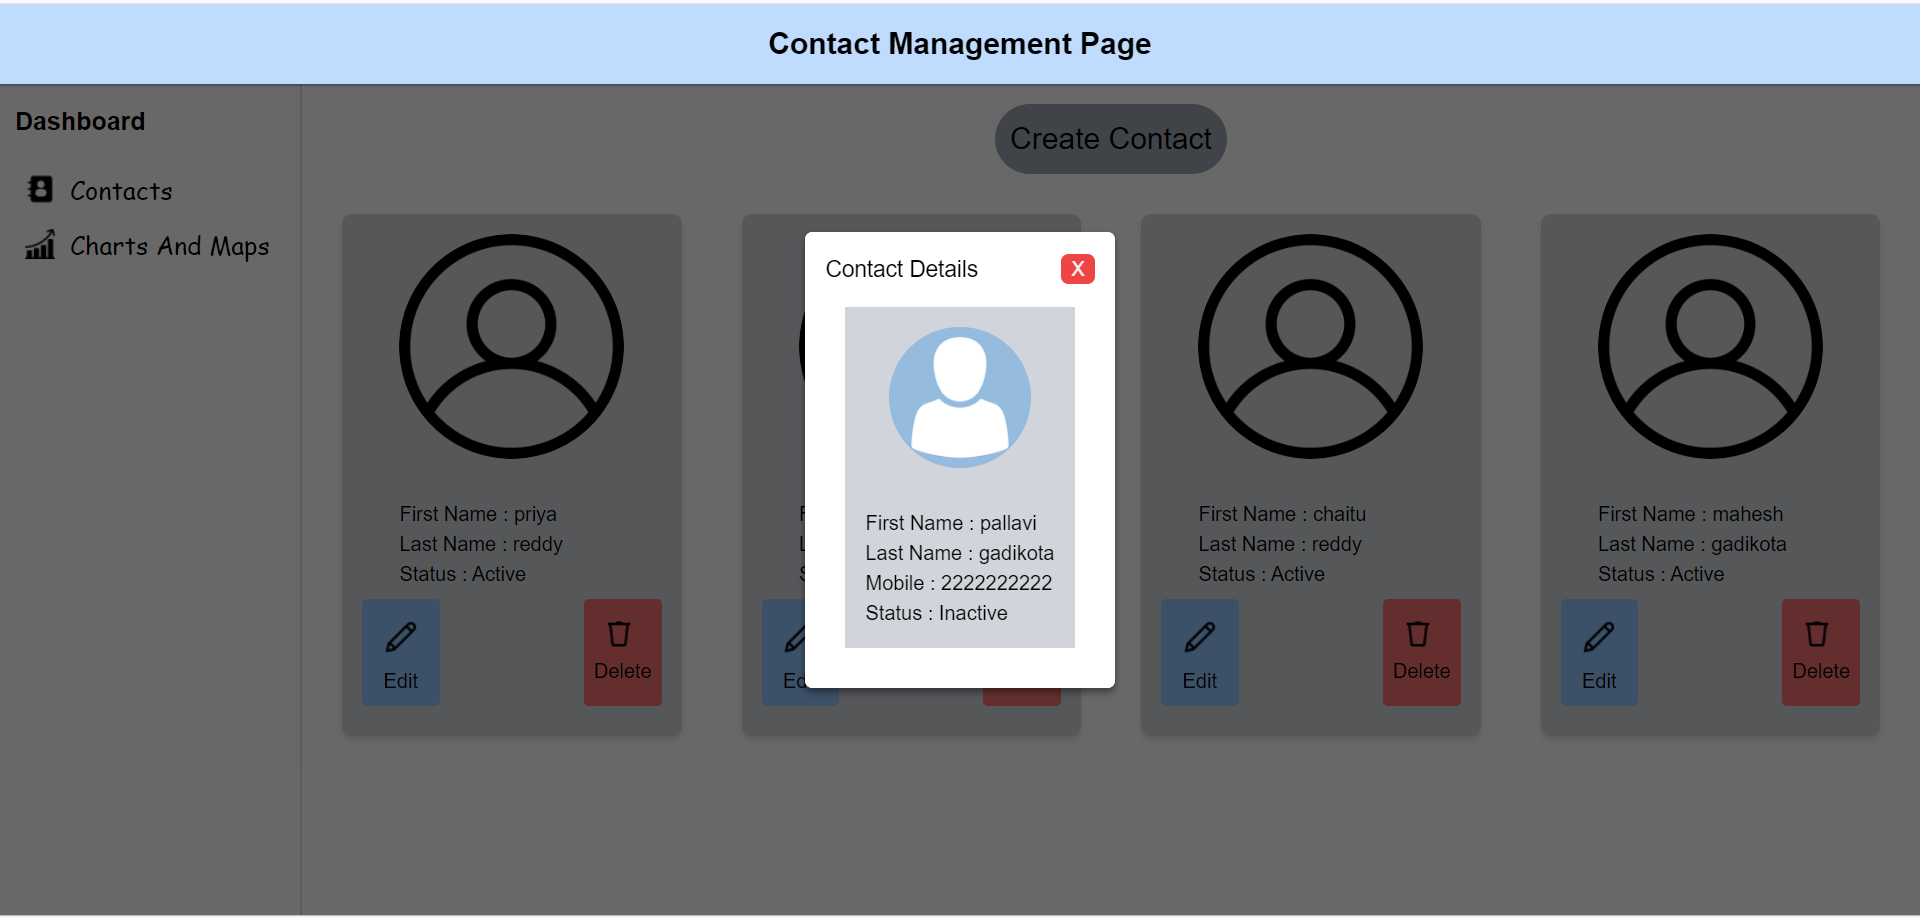 Contact Management Page
Dashboard
Contacts
Charts And Maps
Create Contact
First Name : priya
Last Name : reddy
Status : Active
Edit
Delete
Contact Details
X
First Name : pallavi
Last Name : gadikota
Mobile : 2222222222
Status : Inactive
First Name : chaitu
Last Name : reddy
Status : Active
Edit
Delete
First Name : mahesh
Last Name : gadikota
Status : Active
Edit
Delete